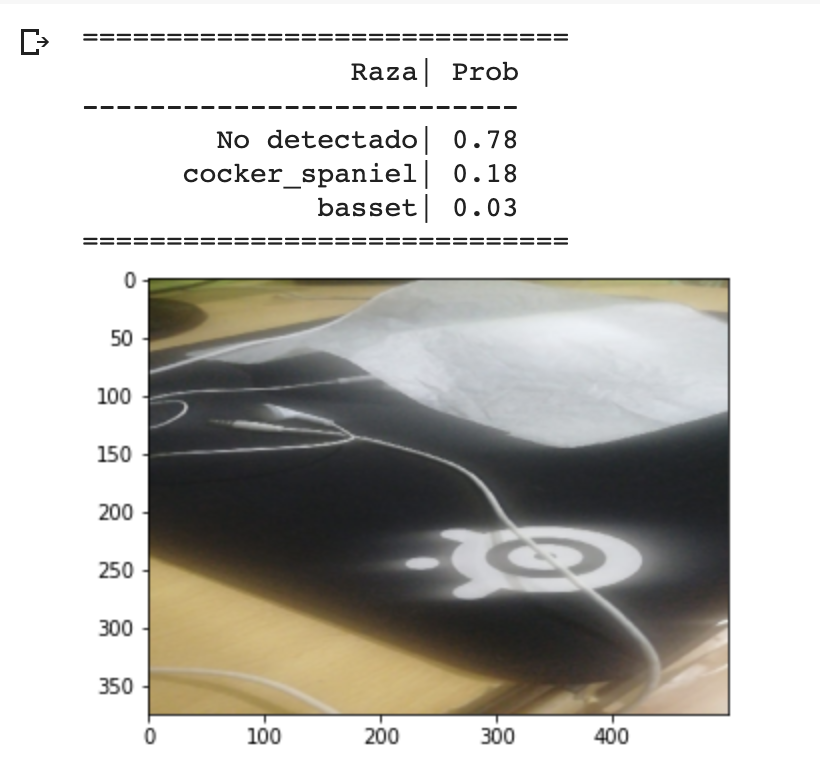 =============================
Raza| Prob
--------------------------
No detectado| 0.78
cocker_spaniel| 0.18
basset| 0.03
=============================
0
50
100
150
200
250
300
350
0 100 200 300 400